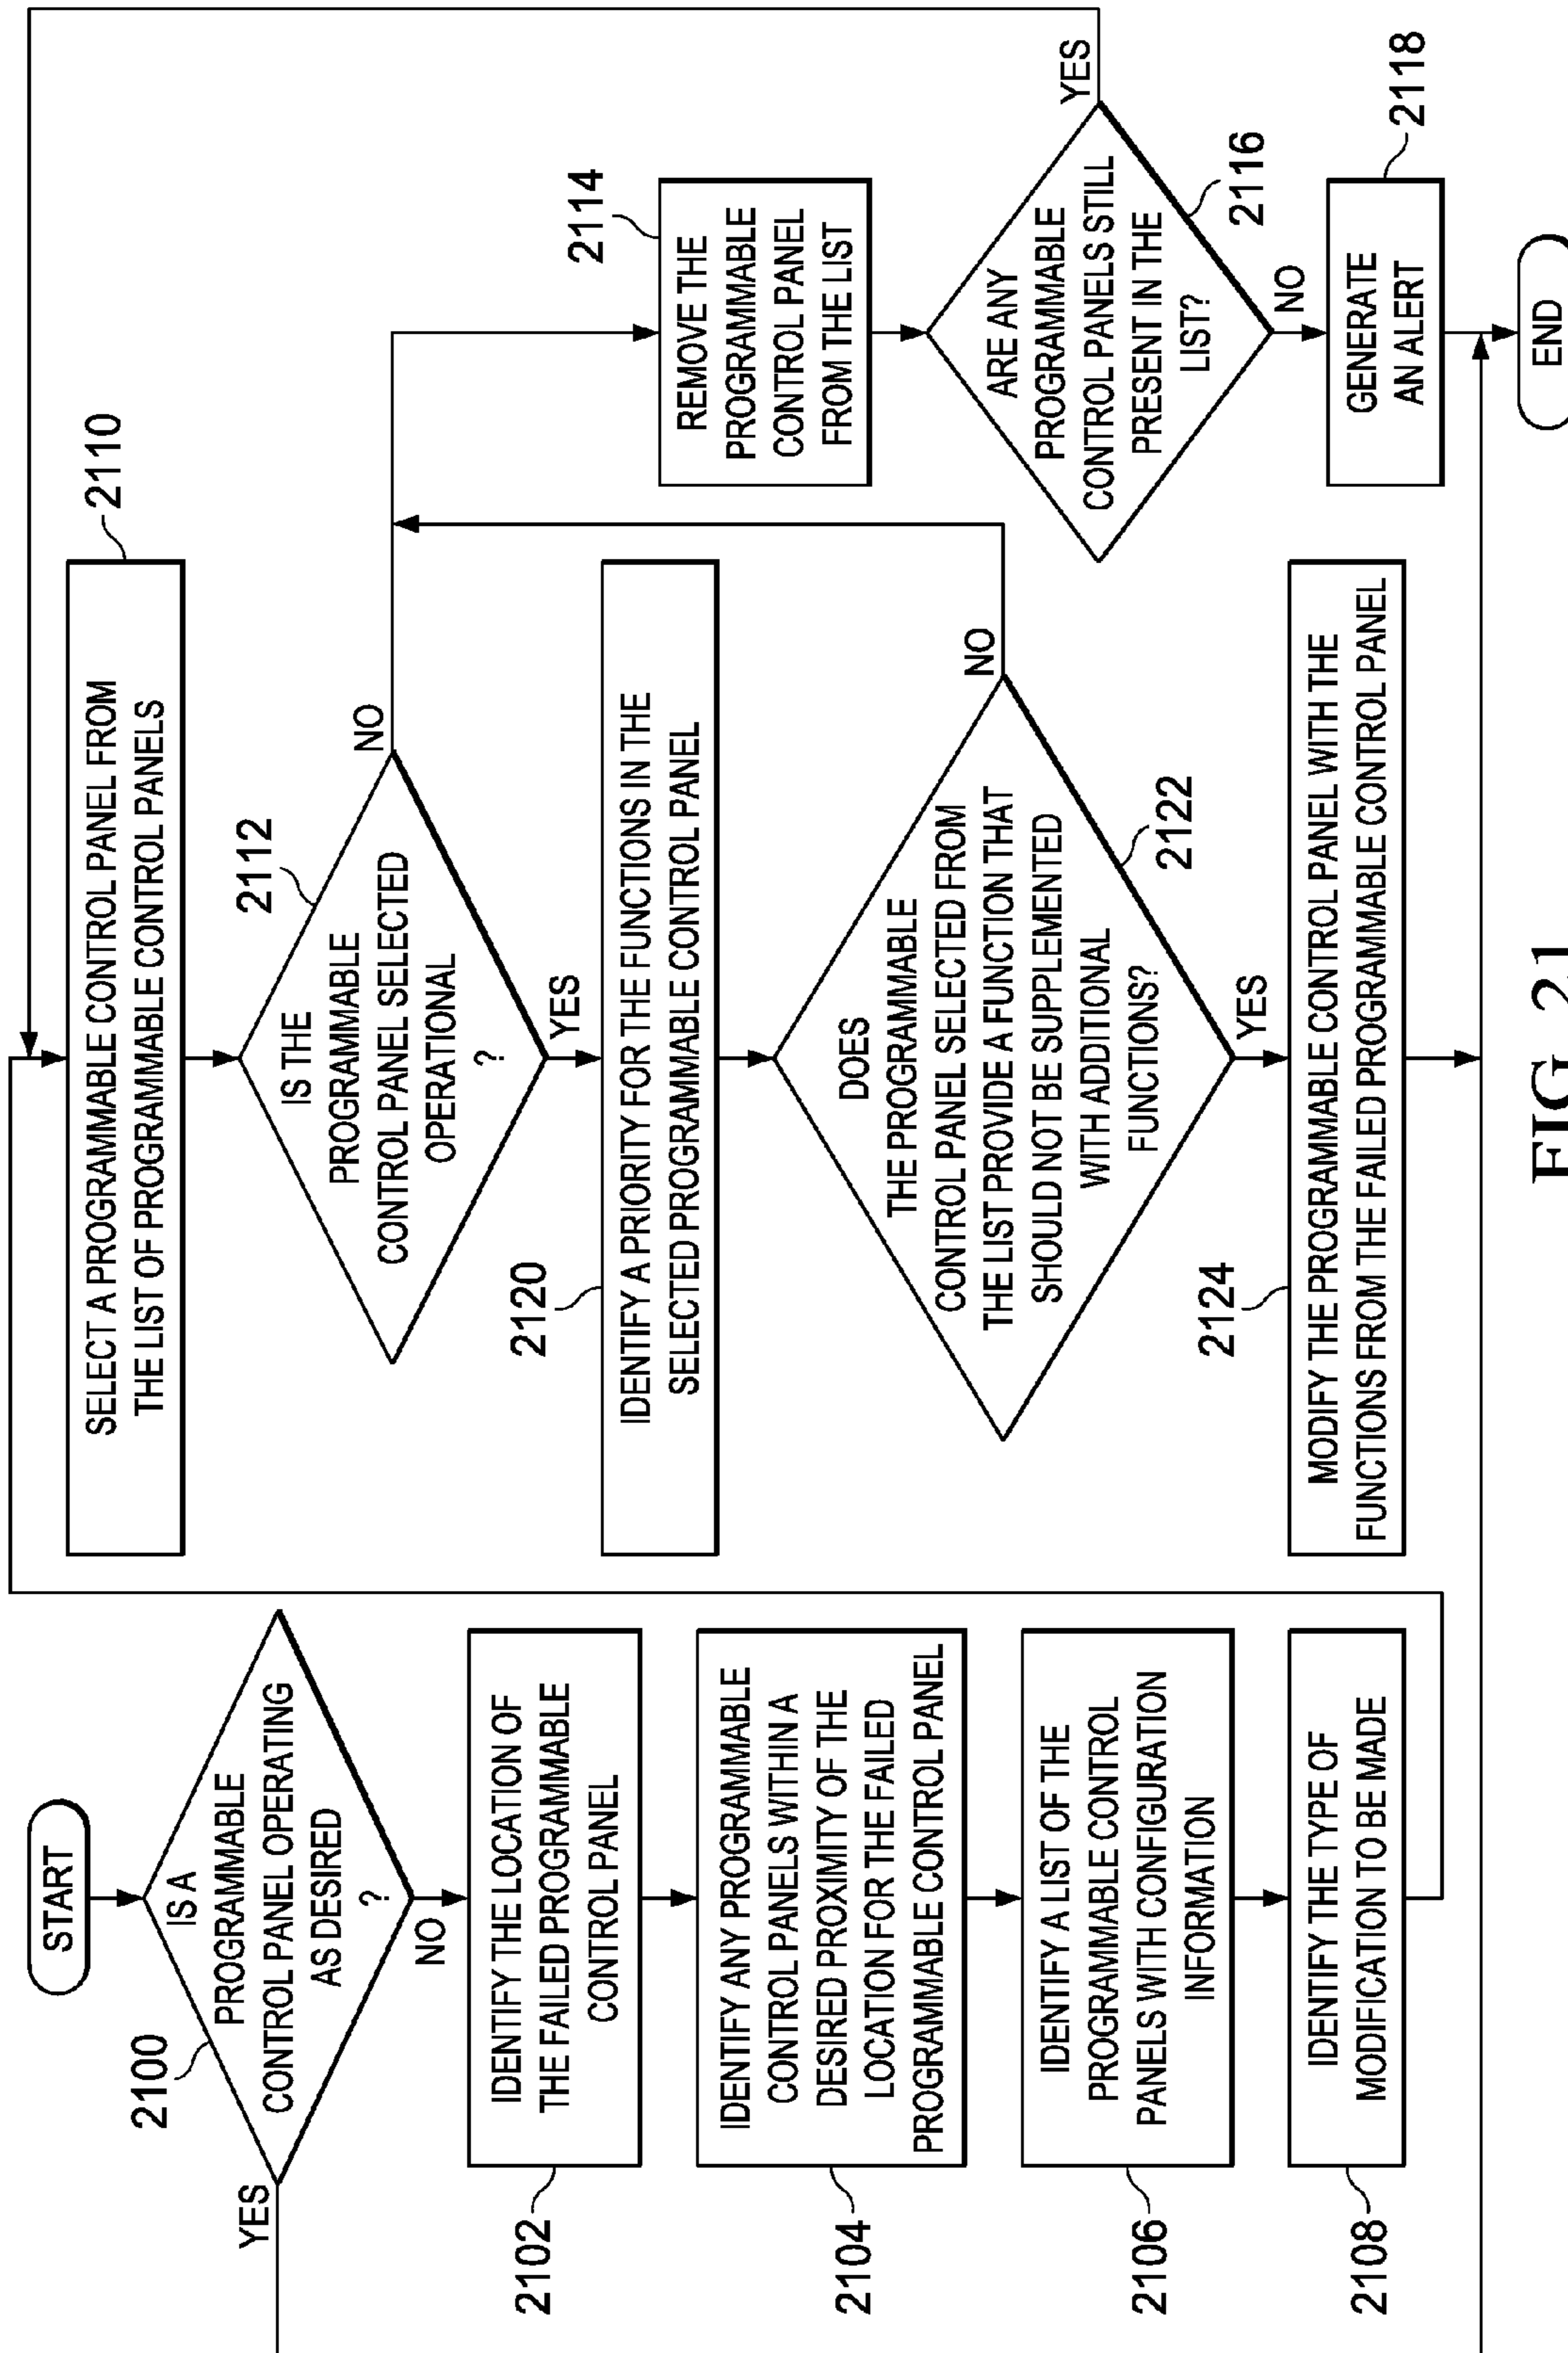 START
2100
IS A
PROGRAMMABLE
CONTROL PANEL OPERATING
AS DESIRED
?
YES
NO
2102
IDENTIFY THE LOCATION OF
THE FAILED PROGRAMMABLE
CONTROL PANEL
2104
IDENTIFY ANY PROGRAMMABLE
CONTROL PANELS WITHIN A
DESIRED PROXIMITY OF THE
LOCATION FOR THE FAILED
PROGRAMMABLE CONTROL PANEL
2106
IDENTIFY A LIST OF THE
PROGRAMMABLE CONTROL
PANELS WITH CONFIGURATION
INFORMATION
2108
IDENTIFY THE TYPE OF
MODIFICATION TO BE MADE
2110
SELECT A PROGRAMMABLE CONTROL PANEL FROM
THE LIST OF PROGRAMMABLE CONTROL PANELS
2112
IS THE
PROGRAMMABLE
CONTROL PANEL SELECTED
OPERATIONAL
?
NO
YES
2120
IDENTIFY A PRIORITY FOR THE FUNCTIONS IN THE
SELECTED PROGRAMMABLE CONTROL PANEL
DOES
THE PROGRAMMABLE
CONTROL PANEL SELECTED FROM
THE LIST PROVIDE A FUNCTION THAT
SHOULD NOT BE SUPPLEMENTED
WITH ADDITIONAL
FUNCTIONS?
NO
2122
YES
2124
MODIFY THE PROGRAMMABLE CONTROL PANEL WITH THE
FUNCTIONS FROM THE FAILED PROGRAMMABLE CONTROL PANEL
2114
REMOVE THE
PROGRAMMABLE
CONTROL PANEL
FROM THE LIST
ARE ANY
PROGRAMMABLE
CONTROL PANELS STILL
PRESENT IN THE
LIST?
YES
2116
NO
GENERATE
AN ALERT
2118
END
FIG. 21